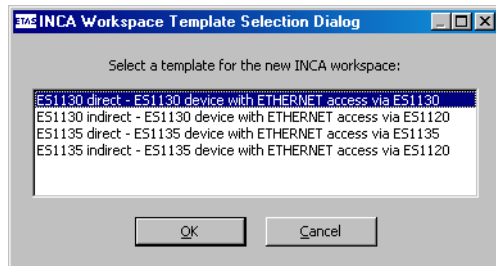 ETAS INCA Workspace Template Selection Dialog
Select a template for the new INCA workspace:
ES1130 direct - ES1130 device with ETHERNET access via ES1130
ES1130 indirect - ES1130 device with ETHERNET access via ES1120
ES1135 direct - ES1135 device with ETHERNET access via ES1135
ES1135 indirect - ES1135 device with ETHERNET access via ES1120
OK Cancel